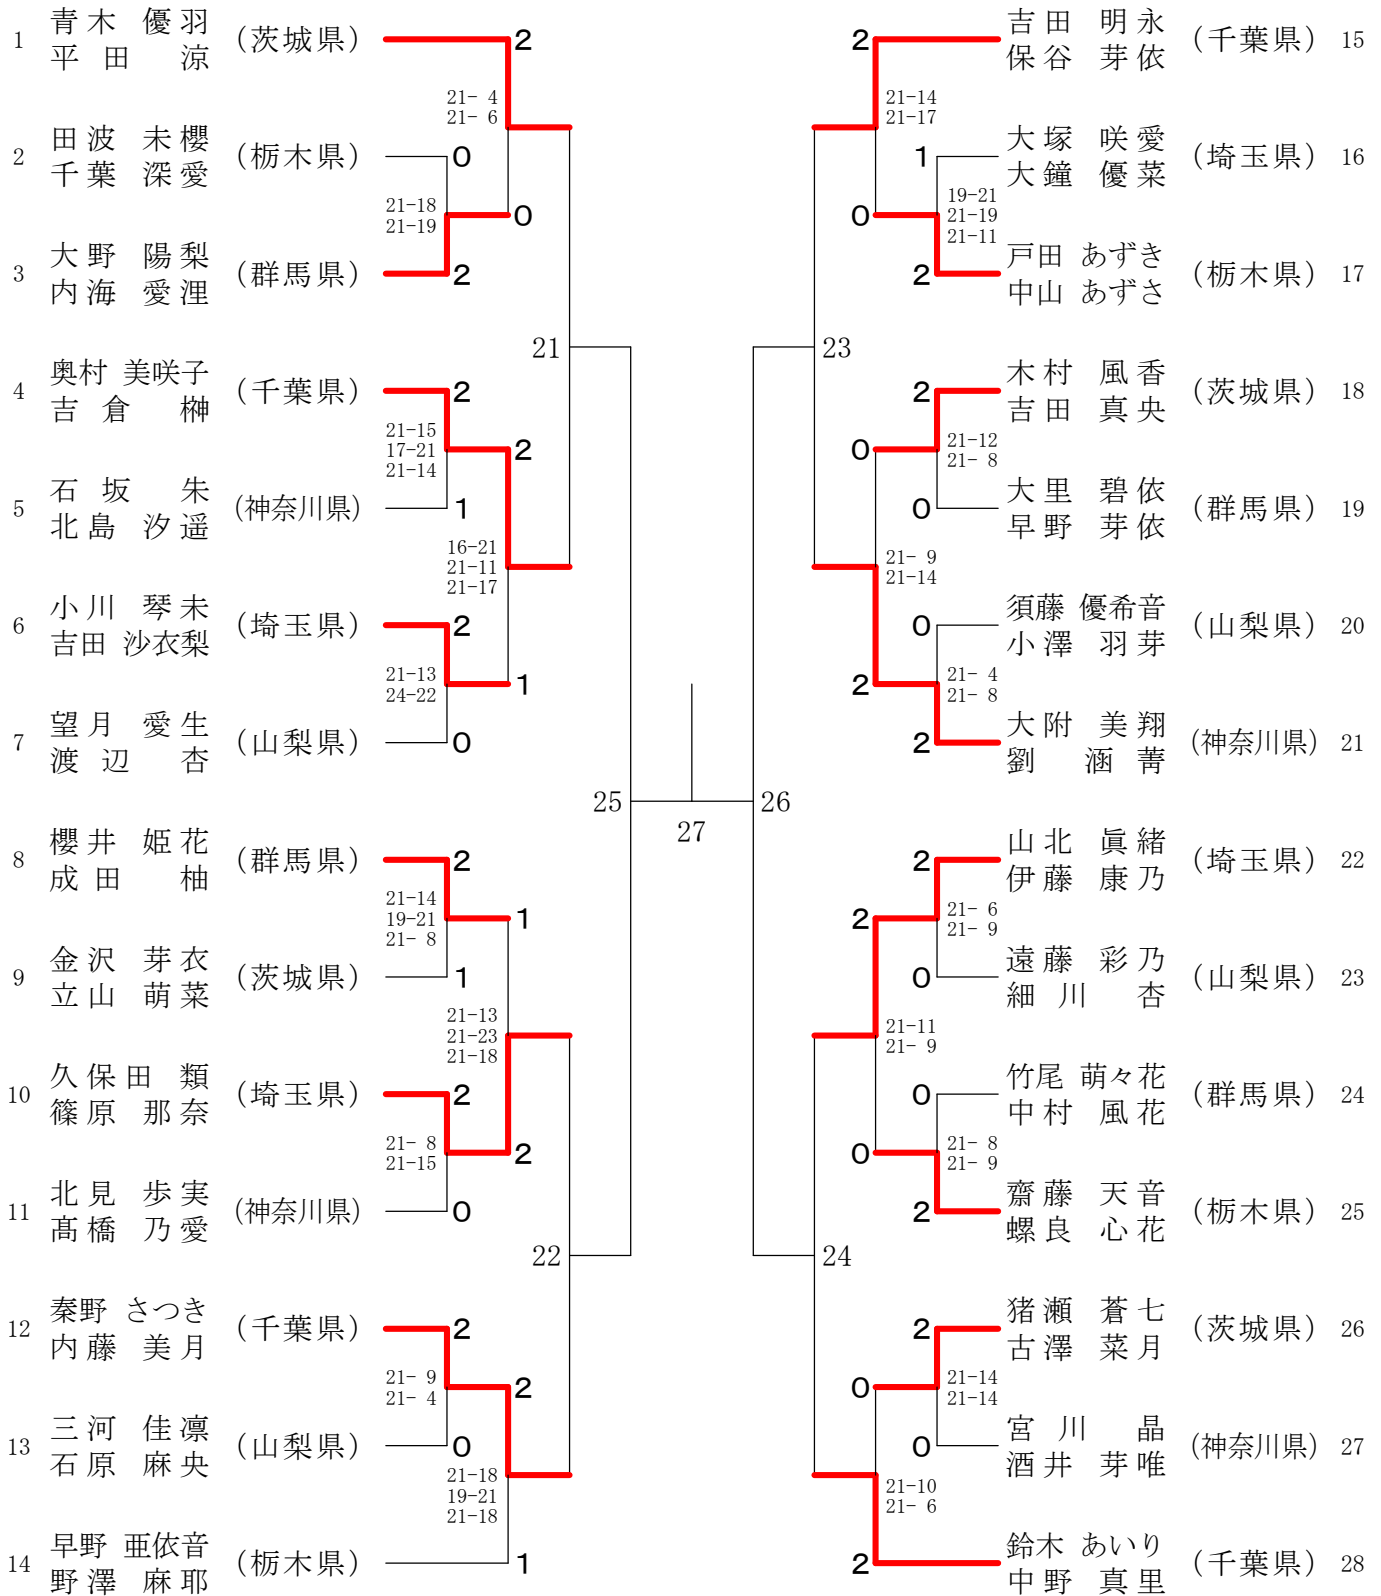 1 青木 優羽 (茨城県) 2
平田 涼
21- 4
21- 6
2 田波 未櫻 (栃木県) 0
千葉 深愛
21-18
21-19
0
3 大野 陽梨 (群馬県) 2
内海 愛浬
21
4 奥村 美咲子 (千葉県) 2
吉倉 榊
21-15
17-21
21-14
2
5 石坂 朱 (神奈川県) 1
北島 汐遥
16-21
21-11
21-17
6 小川 琴未 (埼玉県) 2
吉田 沙衣梨
21-13
24-22
1
7 望月 愛生 (山梨県) 0
渡辺 杏
25
8 櫻井 姫花 (群馬県) 2
成田 柚
21-14
19-21
21- 8
1
9 金沢 芽衣 (茨城県) 1
立山 萌菜
21-13
21-23
21-18
10 久保田 類 (埼玉県) 2
篠原 那奈
21- 8
21-15
2
11 北見 歩実 (神奈川県) 0
髙橋 乃愛
22
12 秦野 さつき (千葉県) 2
内藤 美月
21- 9
21- 4
2
13 三河 佳凛 (山梨県) 0
石原 麻央
21-18
19-21
21-18
14 早野 亜依音 (栃木県) 1
野澤 麻耶
27
2 吉田 明永 (千葉県) 15
保谷 芽依
21-14
21-17
1 大塚 咲愛 (埼玉県) 16
大鐘 優菜
19-21
21-19
21-11
0
2 戸田 あずき (栃木県) 17
中山 あずさ
23
2 木村 風香 (茨城県) 18
吉田 真央
21-12
21- 8
0
0 大里 碧依 (群馬県) 19
早野 芽依
21- 9
21-14
0 須藤 優希音 (山梨県) 20
小澤 羽芽
21- 4
21- 8
2
2 大附 美翔 (神奈川県) 21
劉 涵菁
26
2 山北 眞緒 (埼玉県) 22
伊藤 康乃
21- 6
21- 9
2
0 遠藤 彩乃 (山梨県) 23
細川 杏
21-11
21- 9
0 竹尾 萌々花 (群馬県) 24
中村 風花
21- 8
21- 9
0
2 齋藤 天音 (栃木県) 25
螺良 心花
24
2 猪瀬 蒼七 (茨城県) 26
古澤 菜月
21-14
21-14
0
0 宮川 晶 (神奈川県) 27
酒井 芽唯
21-10
21- 6
2 鈴木 あいり (千葉県) 28
中野 真里